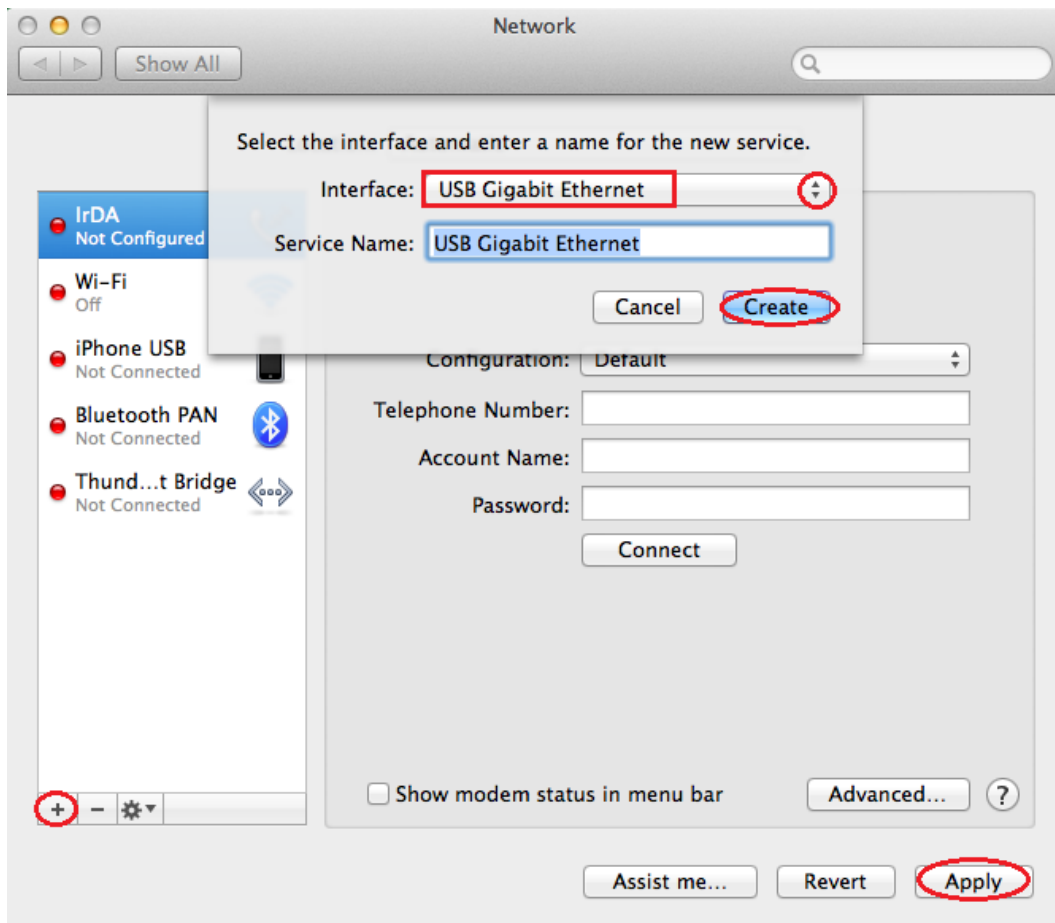 Network
Show All
Select the interface and enter a name for the new service.
Interface: USB Gigabit Ethernet
Service Name: USB Gigabit Ethernet
Cancel Create
IrDA
Not Configured
Wi-Fi
Off
iPhone USB
Not Connected
Bluetooth PAN
Not Connected
Thund...t Bridge
Not Connected
Configuration: Default
Telephone Number:
Account Name:
Password:
Connect
+ −
Show modem status in menu bar Advanced... ?
Assist me... Revert Apply